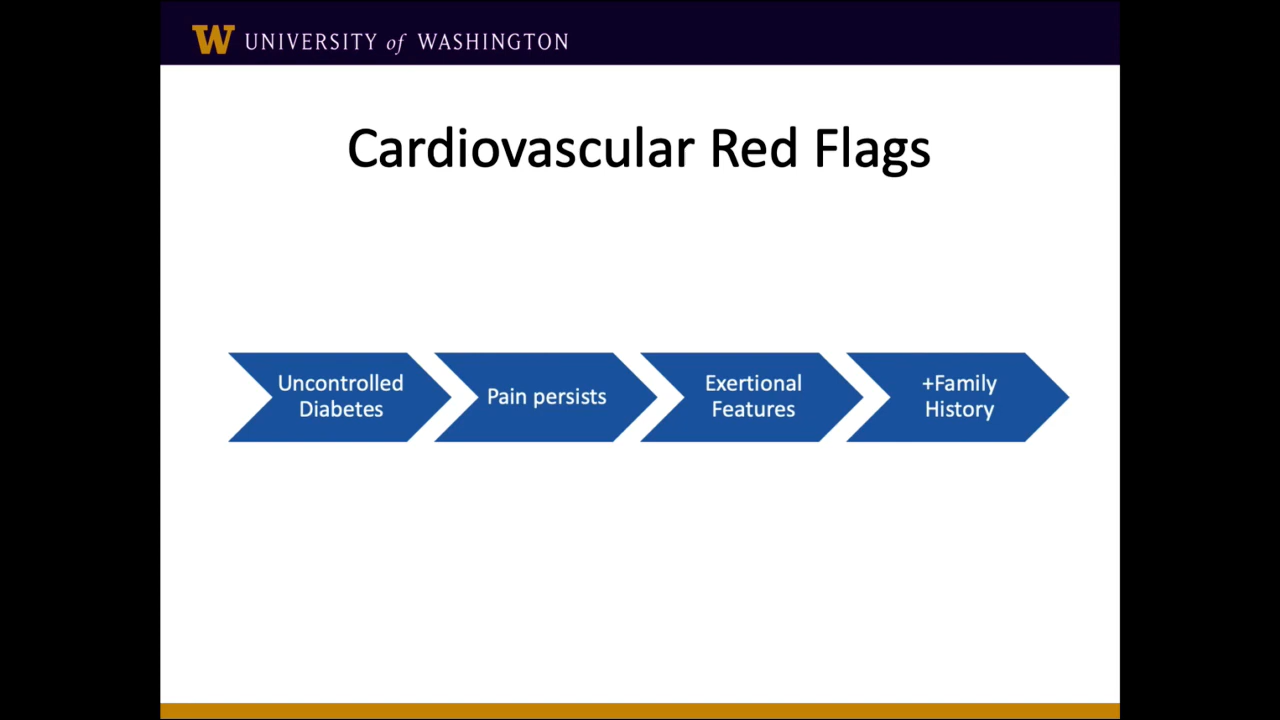 W UNIVERSITY of WASHINGTON
Cardiovascular Red Flags
Uncontrolled
Diabetes
Pain persists
Exertional
Features
+Family
History